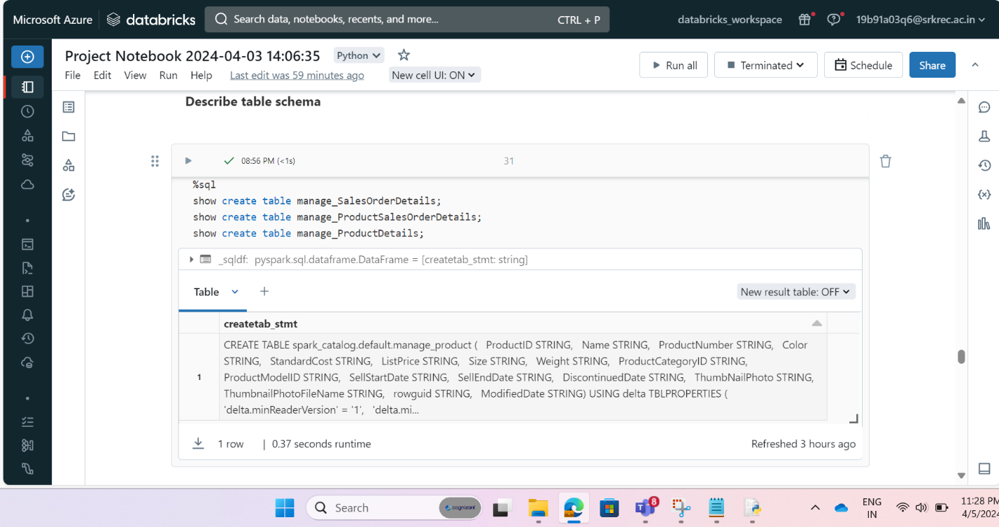 Microsoft Azure
databricks
Search data, notebooks, recents, and more...
CTRL + P
databricks_workspace
19b91a03q6@srkrec.ac.in
Project Notebook 2024-04-03 14:06:35
Python
File
Edit
View
Run
Help
Last edit was 59 minutes ago
New cell UI: ON
Run all
Terminated
Schedule
Share
Describe table schema
08:56 PM (<1s)
31
%sql
show create table manage_SalesOrderDetails;
show create table manage_ProductSalesOrderDetails;
show create table manage_ProductDetails;
_sqldf: pyspark.sql.dataframe.DataFrame = [createtab_stmt: string]
Table
+
New result table: OFF
createtab_stmt
1
CREATE TABLE spark_catalog.default.manage_product ( ProductID STRING, Name STRING, ProductNumber STRING, Color
STRING, StandardCost STRING, ListPrice STRING, Size STRING, Weight STRING, ProductCategoryID STRING,
ProductModelID STRING, SellStartDate STRING, SellEndDate STRING, DiscontinuedDate STRING, ThumbNailPhoto STRING,
ThumbnailPhotoFileName STRING, rowguid STRING, ModifiedDate STRING) USING delta TBLPROPERTIES (
'delta.minReaderVersion' = '1', 'delta.mi...
1 row | 0.37 seconds runtime
Refreshed 3 hours ago
Search
cognizant
8
ENG
IN
11:28 PM
4/5/202